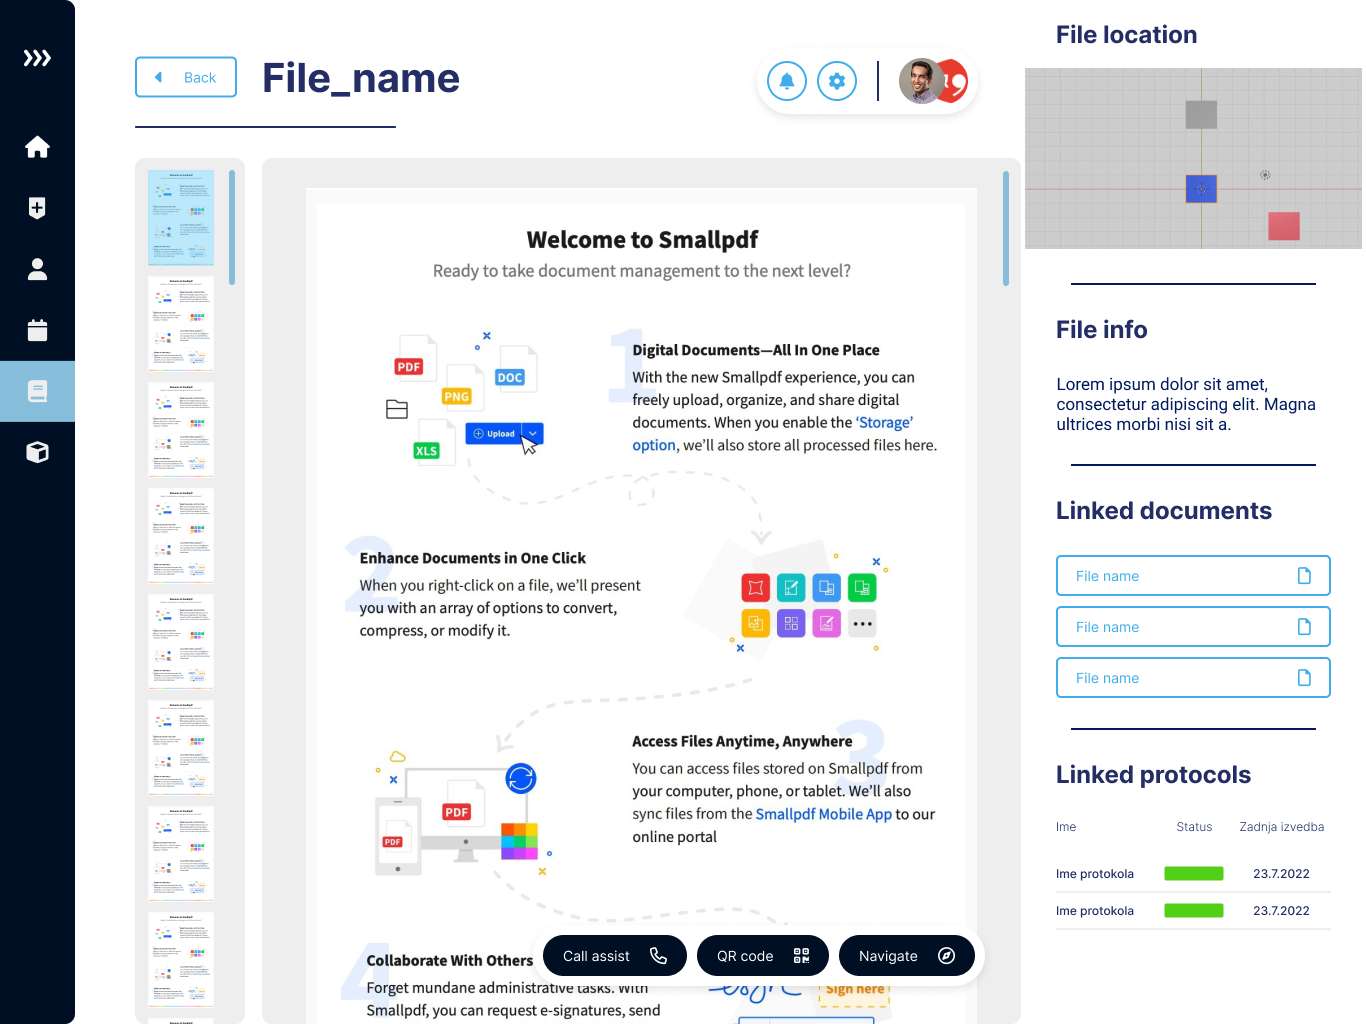 Back
File_name
File location
Welcome to Smallpdf
Ready to take document management to the next level?
PDF
PNG
DOC
XLS
Upload
1
Digital Documents—All In One Place
With the new Smallpdf experience, you can
freely upload, organize, and share digital
documents. When you enable the ‘Storage’
option, we’ll also store all processed files here.
2
Enhance Documents in One Click
When you right-click on a file, we’ll present
you with an array of options to convert,
compress, or modify it.
3
Access Files Anytime, Anywhere
You can access files stored on Smallpdf from
your computer, phone, or tablet. We’ll also
sync files from the Smallpdf Mobile App to our
online portal
PDF
PDF
4
Collaborate With Others
Forget mundane administrative tasks. With
Smallpdf, you can request e-signatures, send
Sign here
Call assist
QR code
Navigate
File info
Lorem ipsum dolor sit amet,
consectetur adipiscing elit. Magna
ultrices morbi nisi sit a.
Linked documents
File name
File name
File name
Linked protocols
Ime Status Zadnja izvedba
Ime protokola 23.7.2022
Ime protokola 23.7.2022